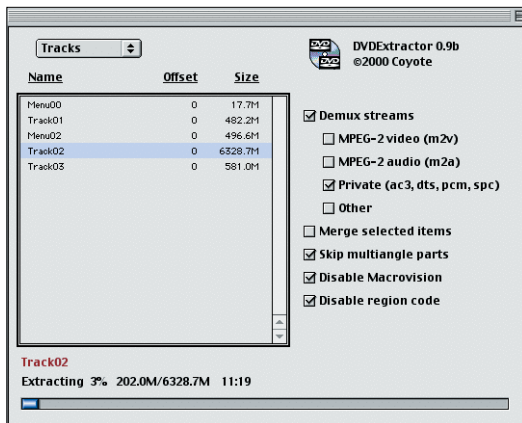 Tracks
DVDExtractor 0.9b
©2000 Coyote
Name Offset Size
Menu00 0 17.7M
Track01 0 482.2M
Menu02 0 496.6M
Track02 0 6328.7M
Track03 0 581.0M
Demux streams
MPEG-2 video (m2v)
MPEG-2 audio (m2a)
Private (ac3, dts, pcm, spc)
Other
Merge selected items
Skip multiangle parts
Disable Macrovision
Disable region code
Track02
Extracting 3% 202.0M/6328.7M 11:19